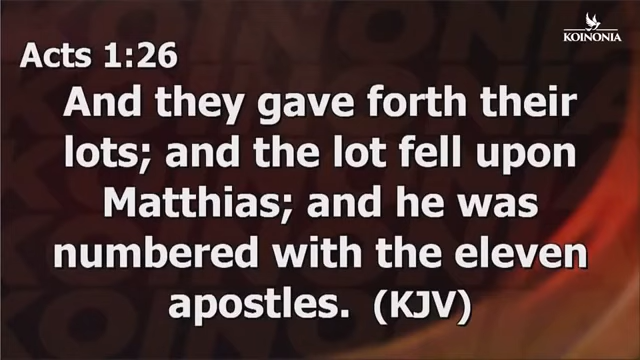 KOINONIA
Acts 1:26
And they gave forth their
lots; and the lot fell upon
Matthias; and he was
numbered with the eleven
apostles. (KJV)